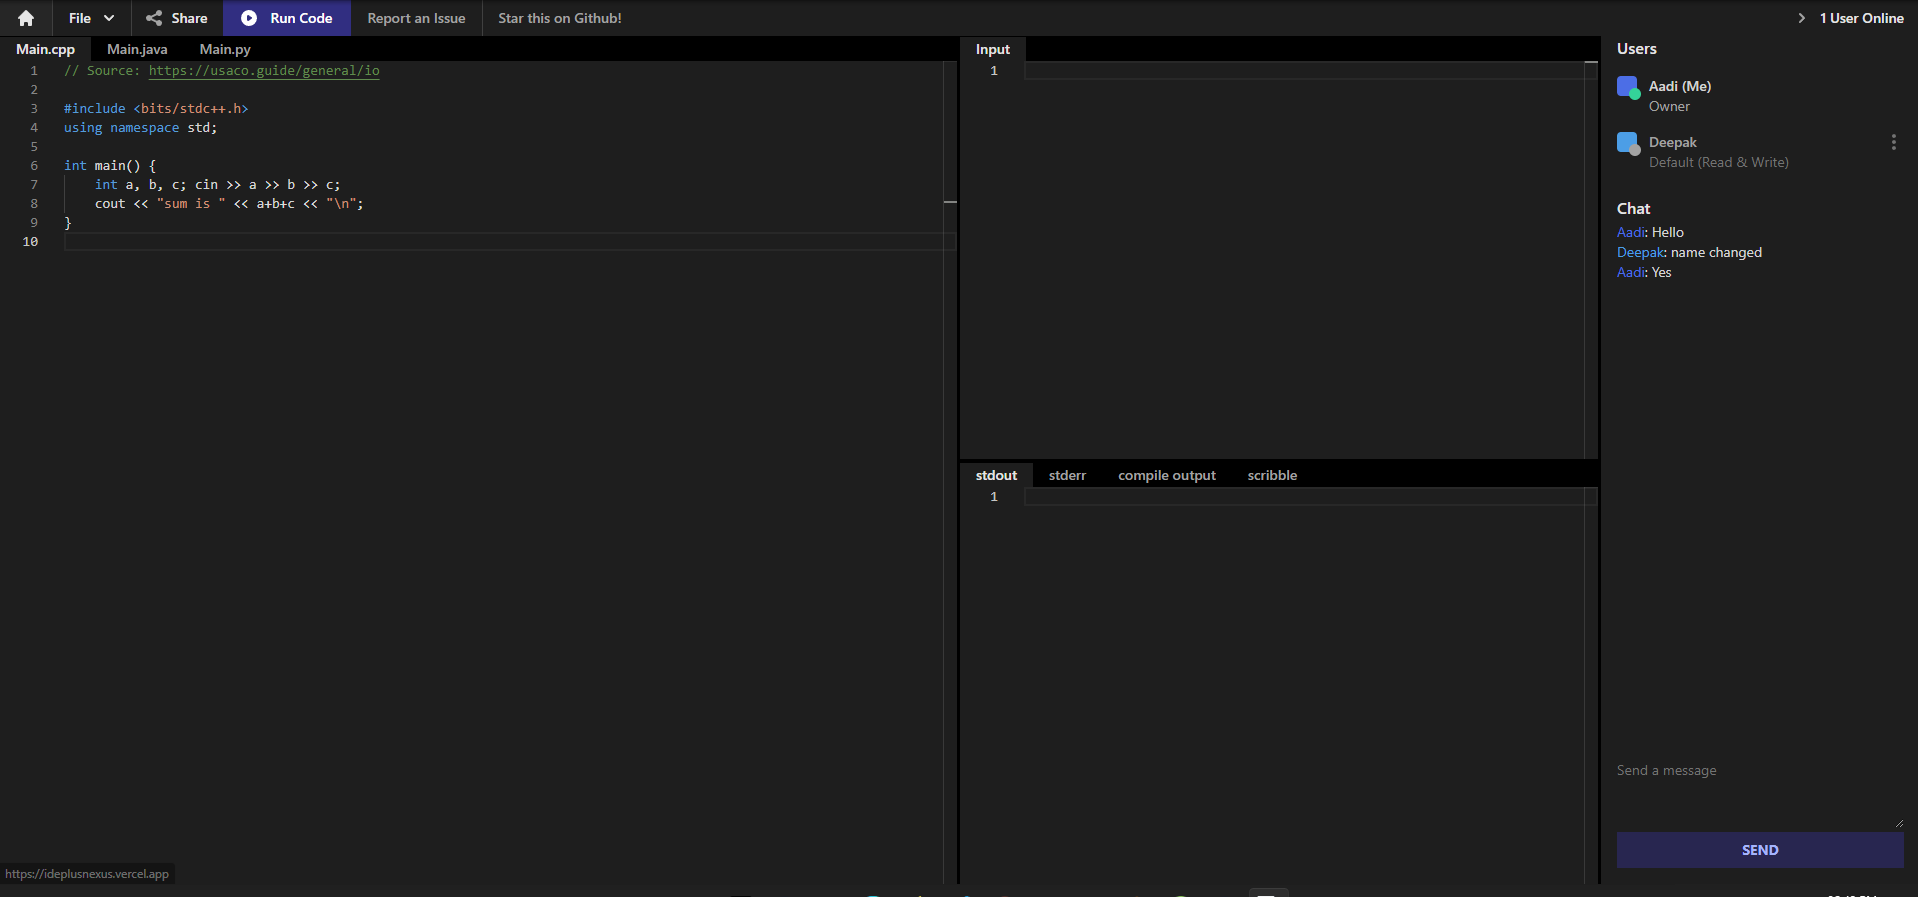 File Share Run Code Report an Issue Star this on Github! 1 User Online
Main.cpp Main.java Main.py
1 // Source: https://usaco.guide/general/io
2
3 #include <bits/stdc++.h>
4 using namespace std;
5
6 int main() {
7 int a, b, c; cin >> a >> b >> c;
8 cout << "sum is " << a+b+c << "\n";
9 }
10
https://ideplusnexus.vercel.app
Input
1
stdout stderr compile output scribble
1
Users
Aadi (Me)
Owner
Deepak
Default (Read & Write)
Chat
Aadi: Hello
Deepak: name changed
Aadi: Yes
Send a message
SEND